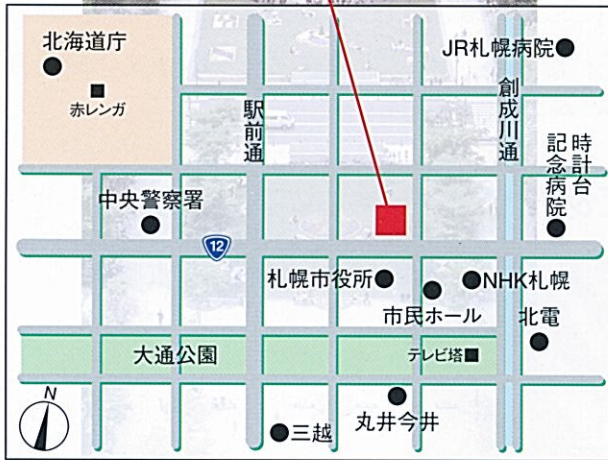 北海道庁
赤レンガ
駅前通
JR札幌病院
創成川通
時計台
記念病院
中央警察署
12
札幌市役所
NHK札幌
市民ホール
北電
大通公園
テレビ塔
丸井今井
三越
N